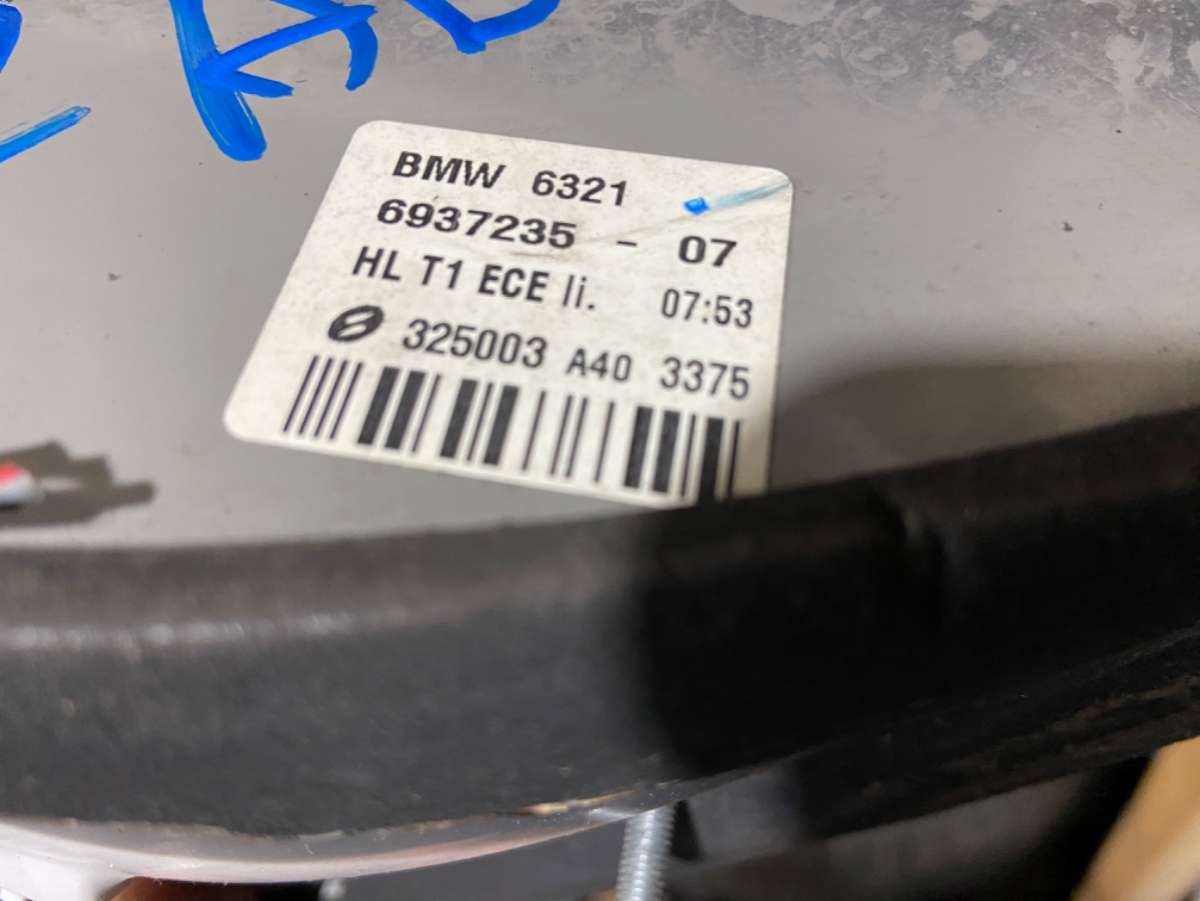 BMW 6321
6937235 - 07
HL T1 ECE li. 07:53
325003 A40 3375